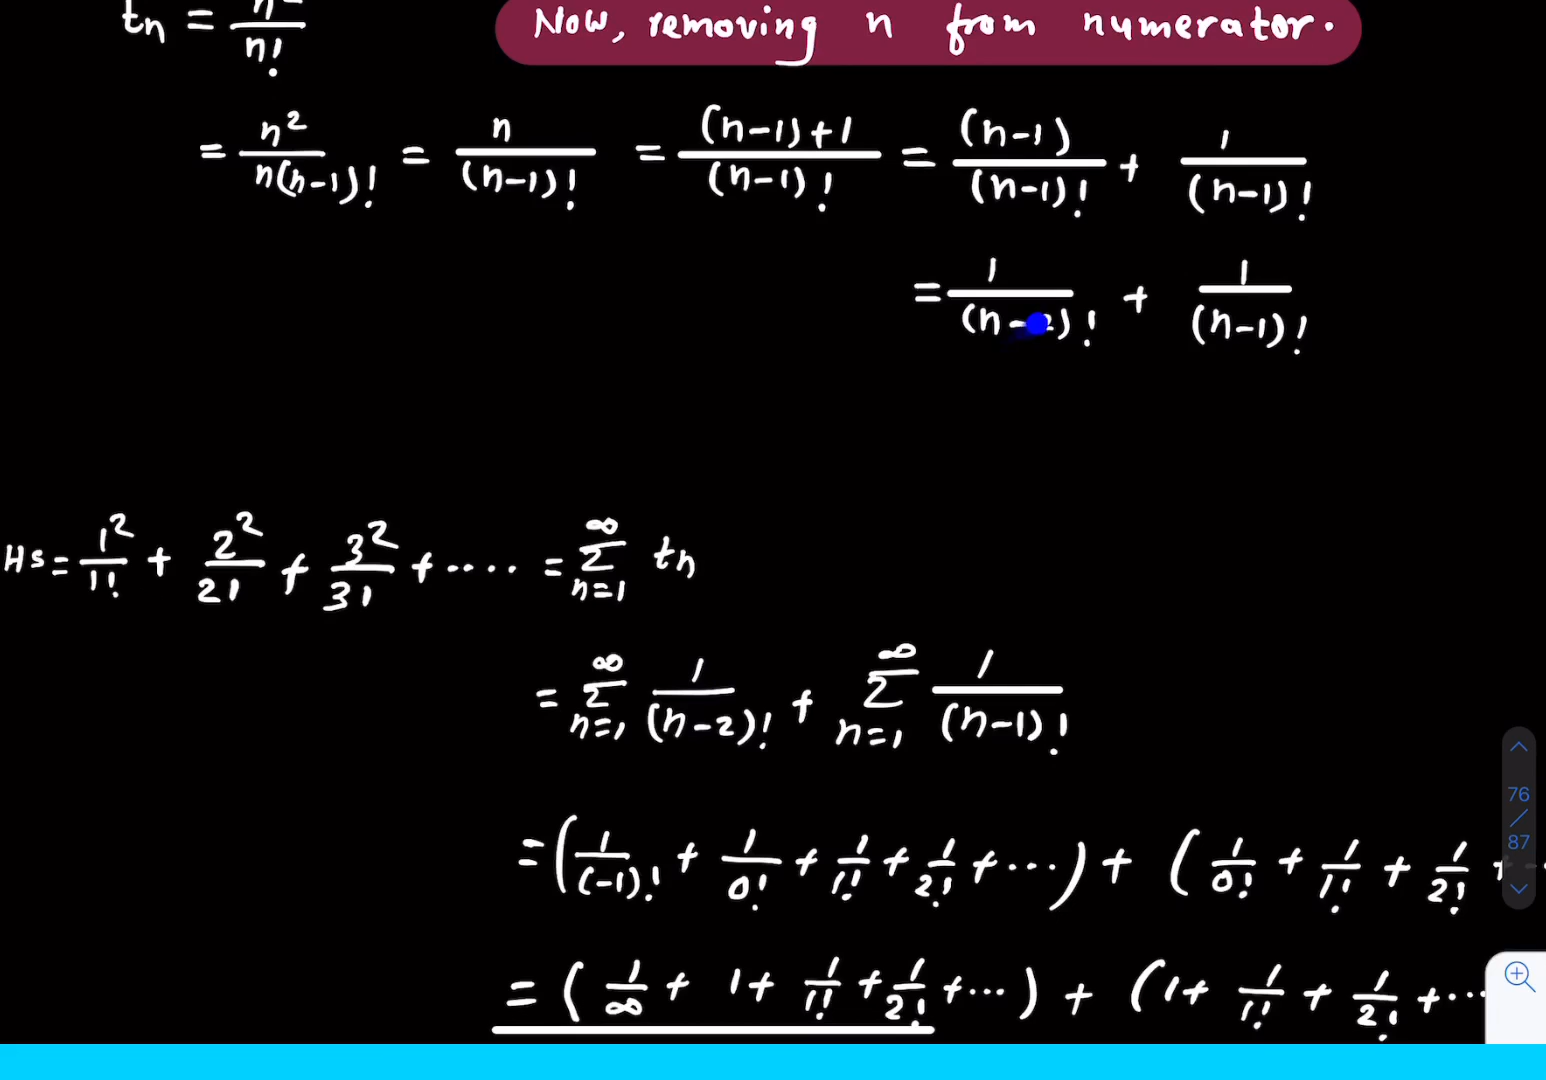 tn = n²/n!
Now, removing n from numerator.
= n²/n(n-1)! = n/(n-1)! = (n-1)+1/(n-1)! = (n-1)/(n-1)! + 1/(n-1)!
= 1/(n-2)! + 1/(n-1)!
HS = 1²/1! + 2²/2! + 3²/3! + .... = ∞Σn=1 tn
= ∞Σn=1 1/(n-2)! + ∞Σn=1 1/(n-1)!
= (1/(-1)! + 1/0! + 1/1! + 1/2! + ...) + (1/0! + 1/1! + 1/2! + ..
= (1/∞ + 1 + 1/1! + 1/2! + ...) + (1 + 1/1! + 1/2! + ...
76
/
87